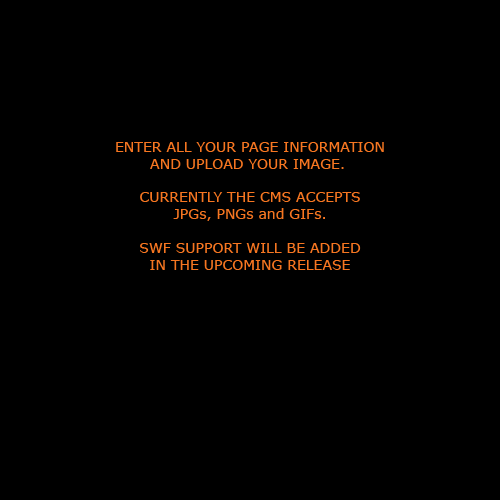 ENTER ALL YOUR PAGE INFORMATION
AND UPLOAD YOUR IMAGE.
CURRENTLY THE CMS ACCEPTS
JPGs, PNGs and GIFs.
SWF SUPPORT WILL BE ADDED
IN THE UPCOMING RELEASE